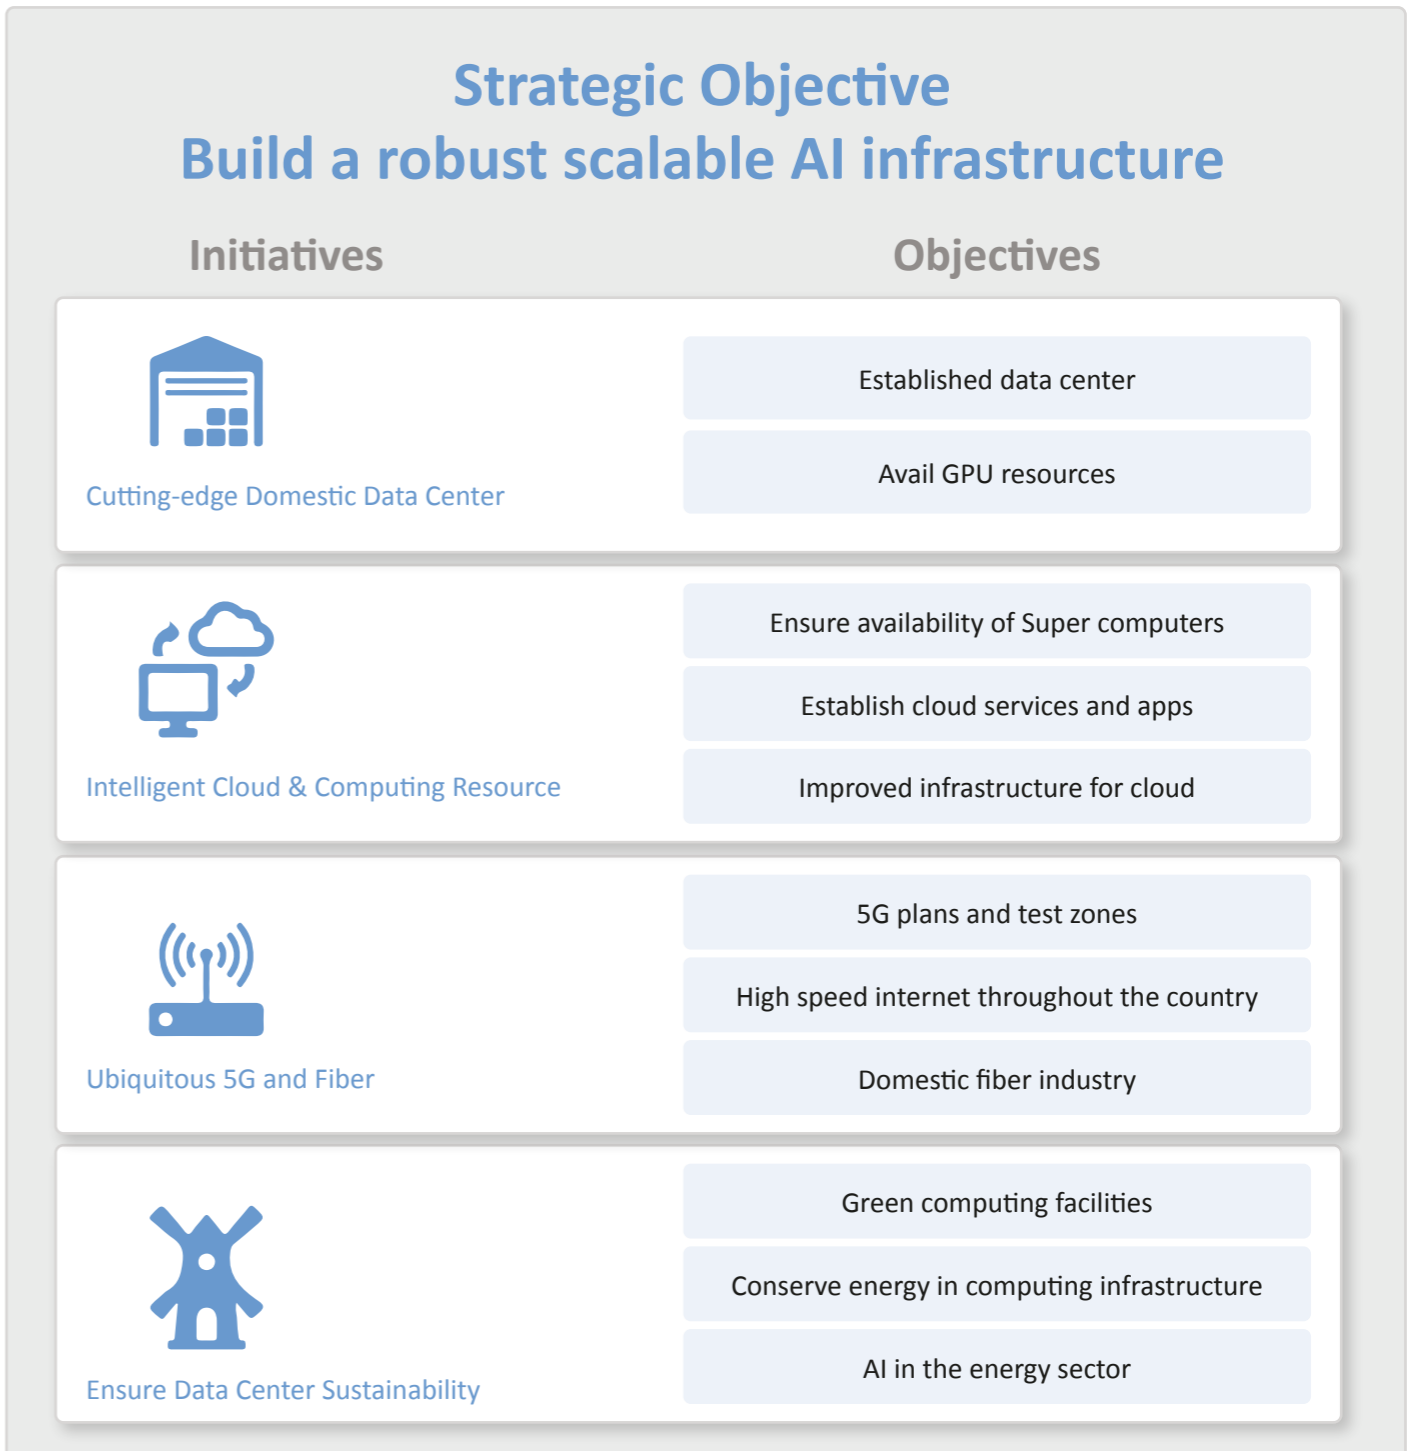 Strategic Objective
Build a robust scalable AI infrastructure
Initiatives
Objectives
Cutting-edge Domestic Data Center
Established data center
Avail GPU resources
Intelligent Cloud & Computing Resource
Ensure availability of Super computers
Establish cloud services and apps
Improved infrastructure for cloud
Ubiquitous 5G and Fiber
5G plans and test zones
High speed internet throughout the country
Domestic fiber industry
Ensure Data Center Sustainability
Green computing facilities
Conserve energy in computing infrastructure
AI in the energy sector